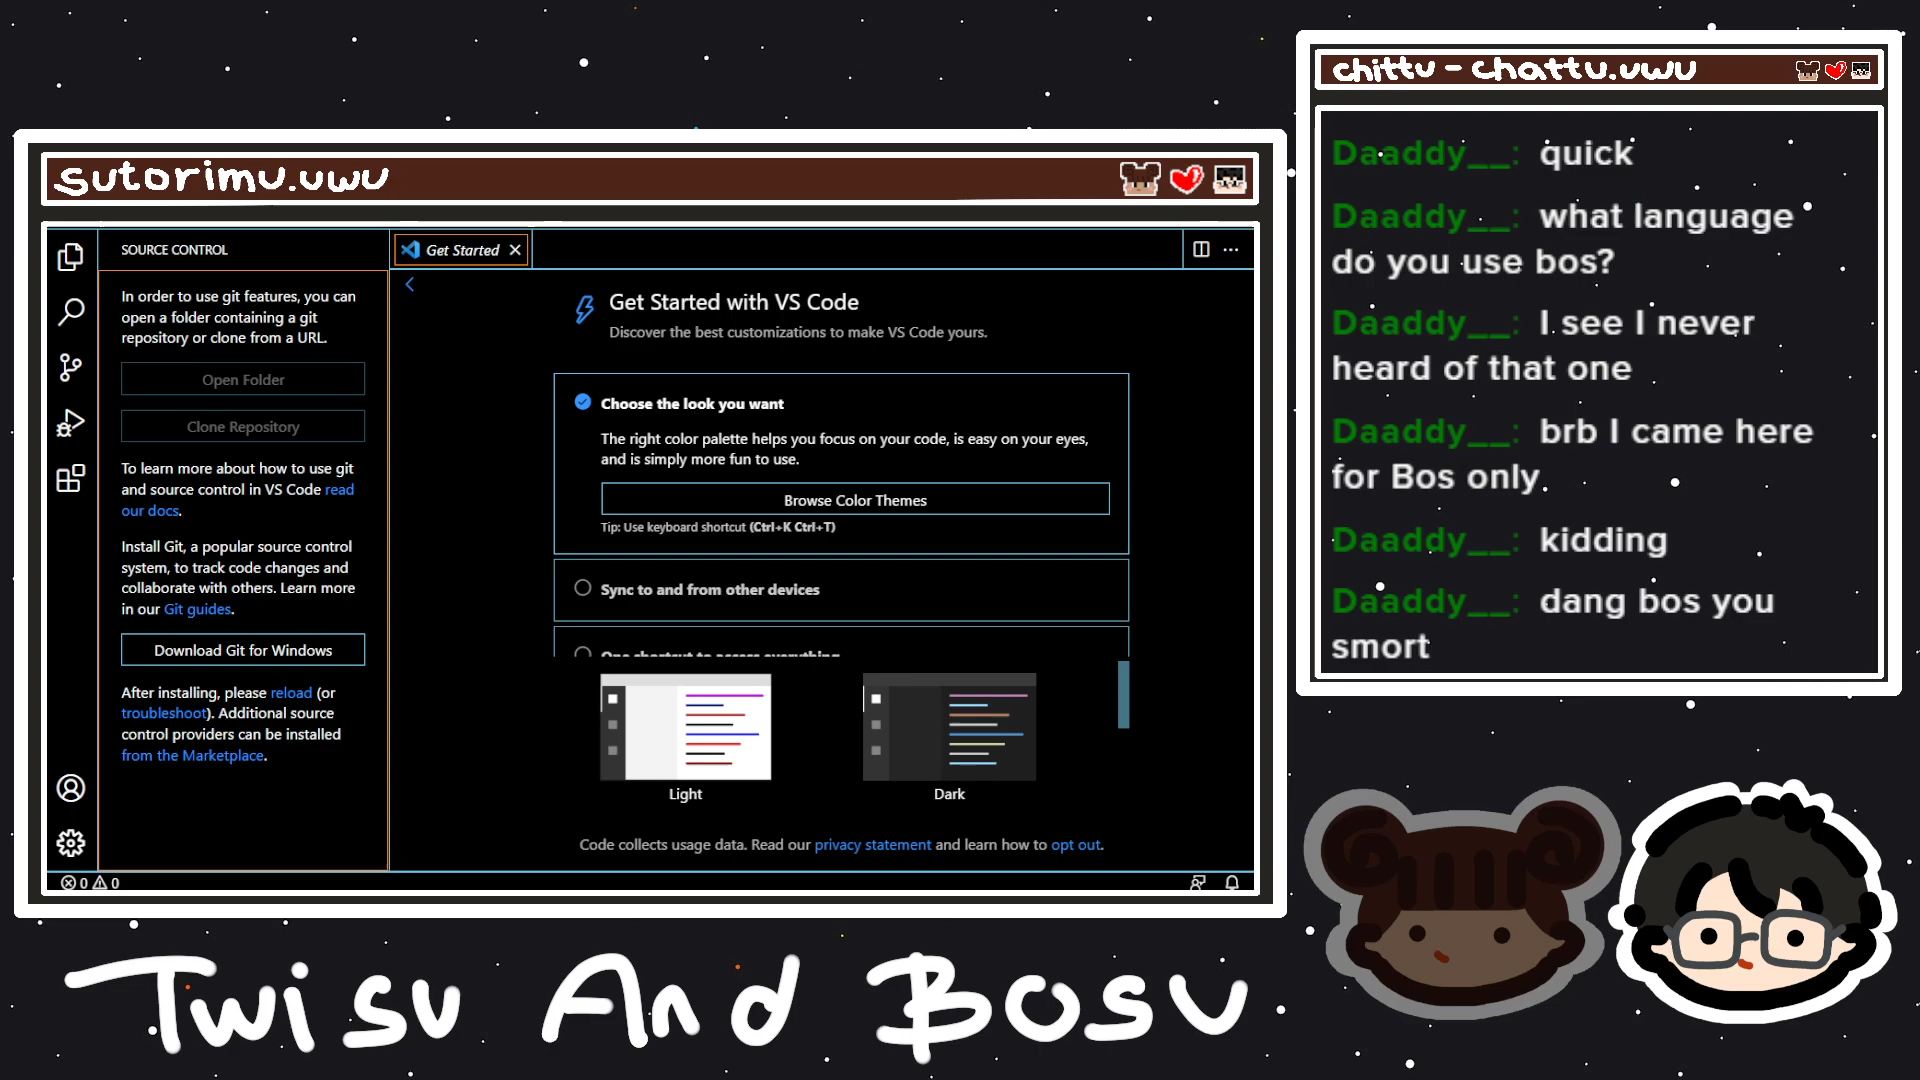 sutorimu.uwu
SOURCE CONTROL
In order to use git features, you can
open a folder containing a git
repository or clone from a URL.
Open Folder
Clone Repository
To learn more about how to use git
and source control in VS Code read
our docs.
Install Git, a popular source control
system, to track code changes and
collaborate with others. Learn more
in our Git guides.
Download Git for Windows
After installing, please reload (or
troubleshoot). Additional source
control providers can be installed
from the Marketplace.
0 0
Get Started
Get Started with VS Code
Discover the best customizations to make VS Code yours.
Choose the look you want
The right color palette helps you focus on your code, is easy on your eyes,
and is simply more fun to use.
Browse Color Themes
Tip: Use keyboard shortcut (Ctrl+K Ctrl+T)
Sync to and from other devices
One shortcut to access everything
Light
Dark
Code collects usage data. Read our privacy statement and learn how to opt out.
chittu - chattu.uwu
Daaddy__: quick
Daaddy__: what language
do you use bos?
Daaddy__: I see I never
heard of that one
Daaddy__: brb I came here
for Bos only
Daaddy__: kidding
Daaddy__: dang bos you
smort
Twisu And Bosu